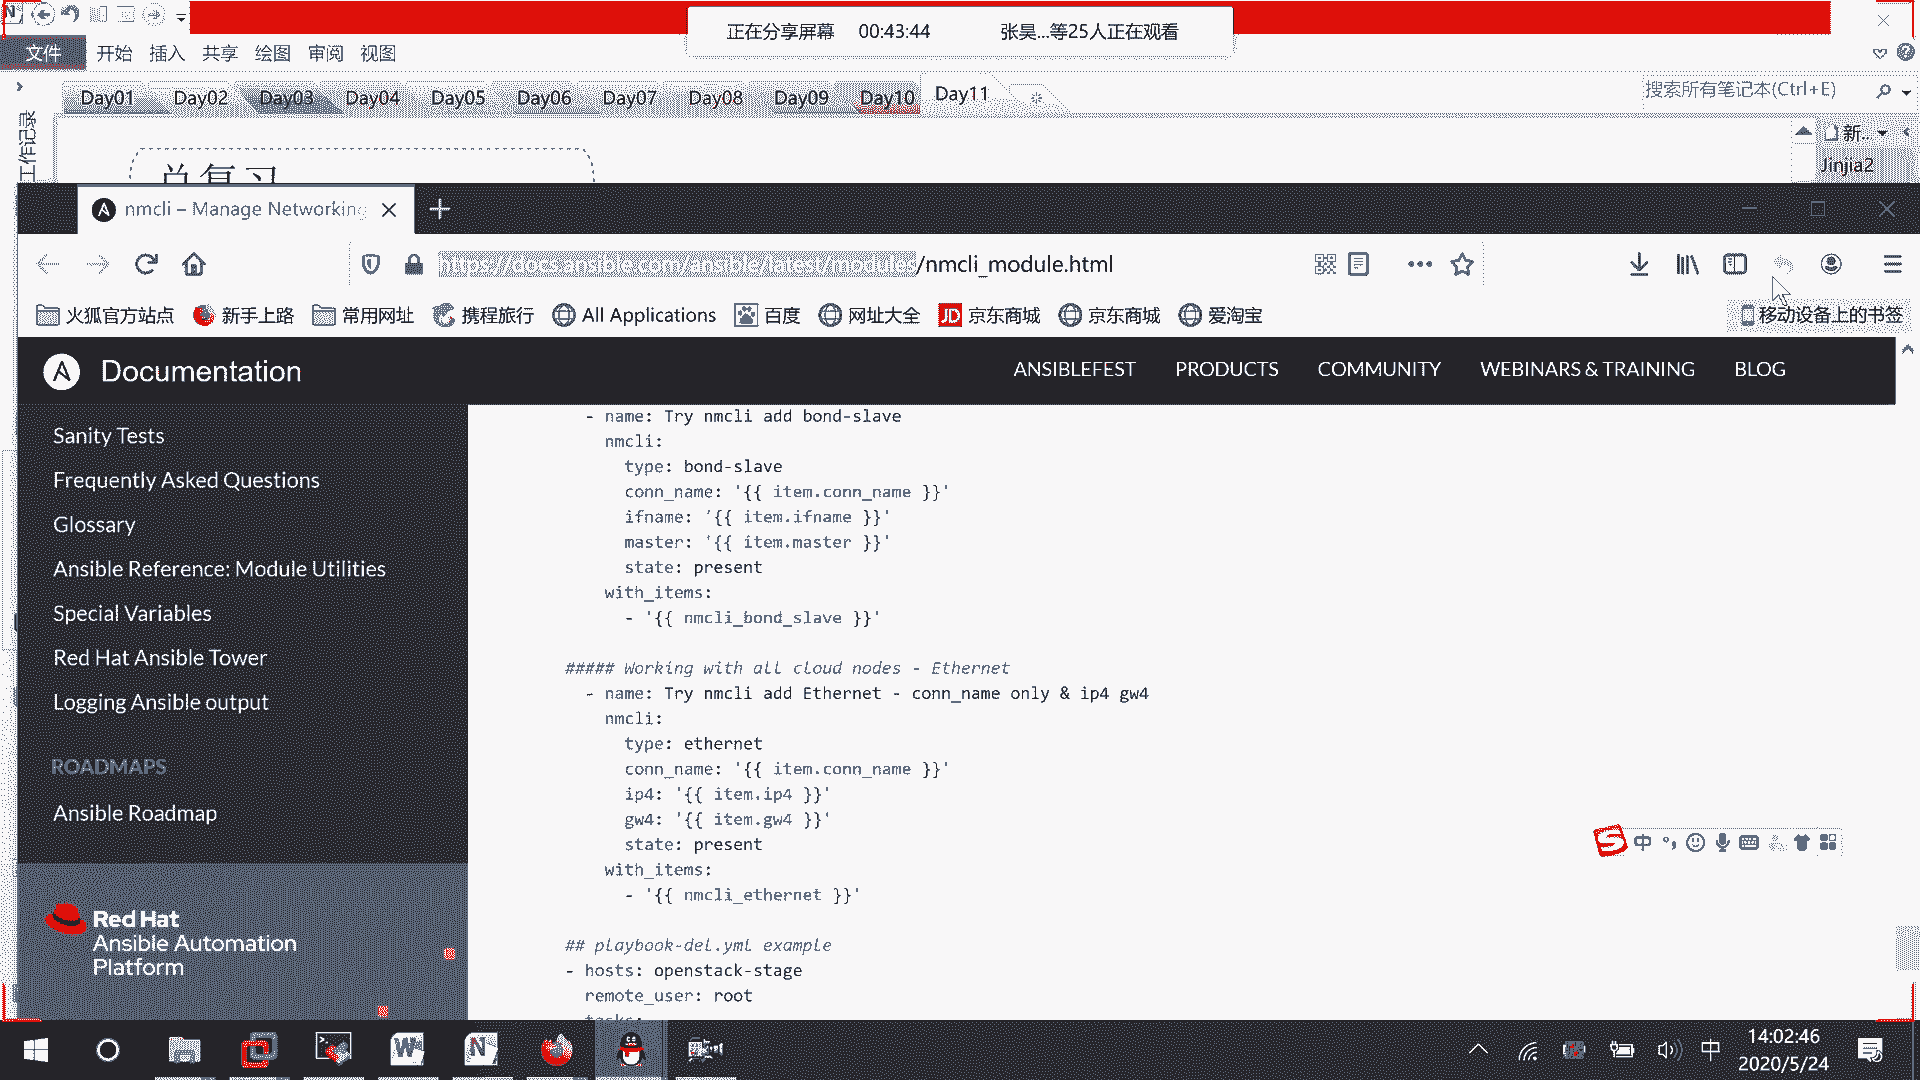 正在分享屏幕 00:43:44 张昊...等25人正在观看
文件 开始 插入 共享 绘图 审阅 视图
Day01 Day02 Day03 Day04 Day05 Day06 Day07 Day08 Day09 Day10 Day11
搜索所有笔记本(Ctrl+E)
工作记录
新...
Jinjia2
总复习
nmcli – Manage Networking
https://docs.ansible.com/ansible/latest/modules/nmcli_module.html
火狐官方站点 新手上路 常用网址 携程旅行 All Applications 百度 网址大全 JD 京东商城 京东商城 爱淘宝
移动设备上的书签
A Documentation
ANSIBLEFEST PRODUCTS COMMUNITY WEBINARS & TRAINING BLOG
Sanity Tests
Frequently Asked Questions
Glossary
Ansible Reference: Module Utilities
Special Variables
Red Hat Ansible Tower
Logging Ansible output
ROADMAPS
Ansible Roadmap
Red Hat
Ansible Automation
Platform
- name: Try nmcli add bond-slave
nmcli:
type: bond-slave
conn_name: '{{ item.conn_name }}'
ifname: '{{ item.ifname }}'
master: '{{ item.master }}'
state: present
with_items:
- '{{ nmcli_bond_slave }}'
##### Working with all cloud nodes - Ethernet
- name: Try nmcli add Ethernet - conn_name only & ip4 gw4
nmcli:
type: ethernet
conn_name: '{{ item.conn_name }}'
ip4: '{{ item.ip4 }}'
gw4: '{{ item.gw4 }}'
state: present
with_items:
- '{{ nmcli_ethernet }}'
## playbook-del.yml example
- hosts: openstack-stage
remote_user: root
tasks:
中
中
14:02:46
2020/5/24